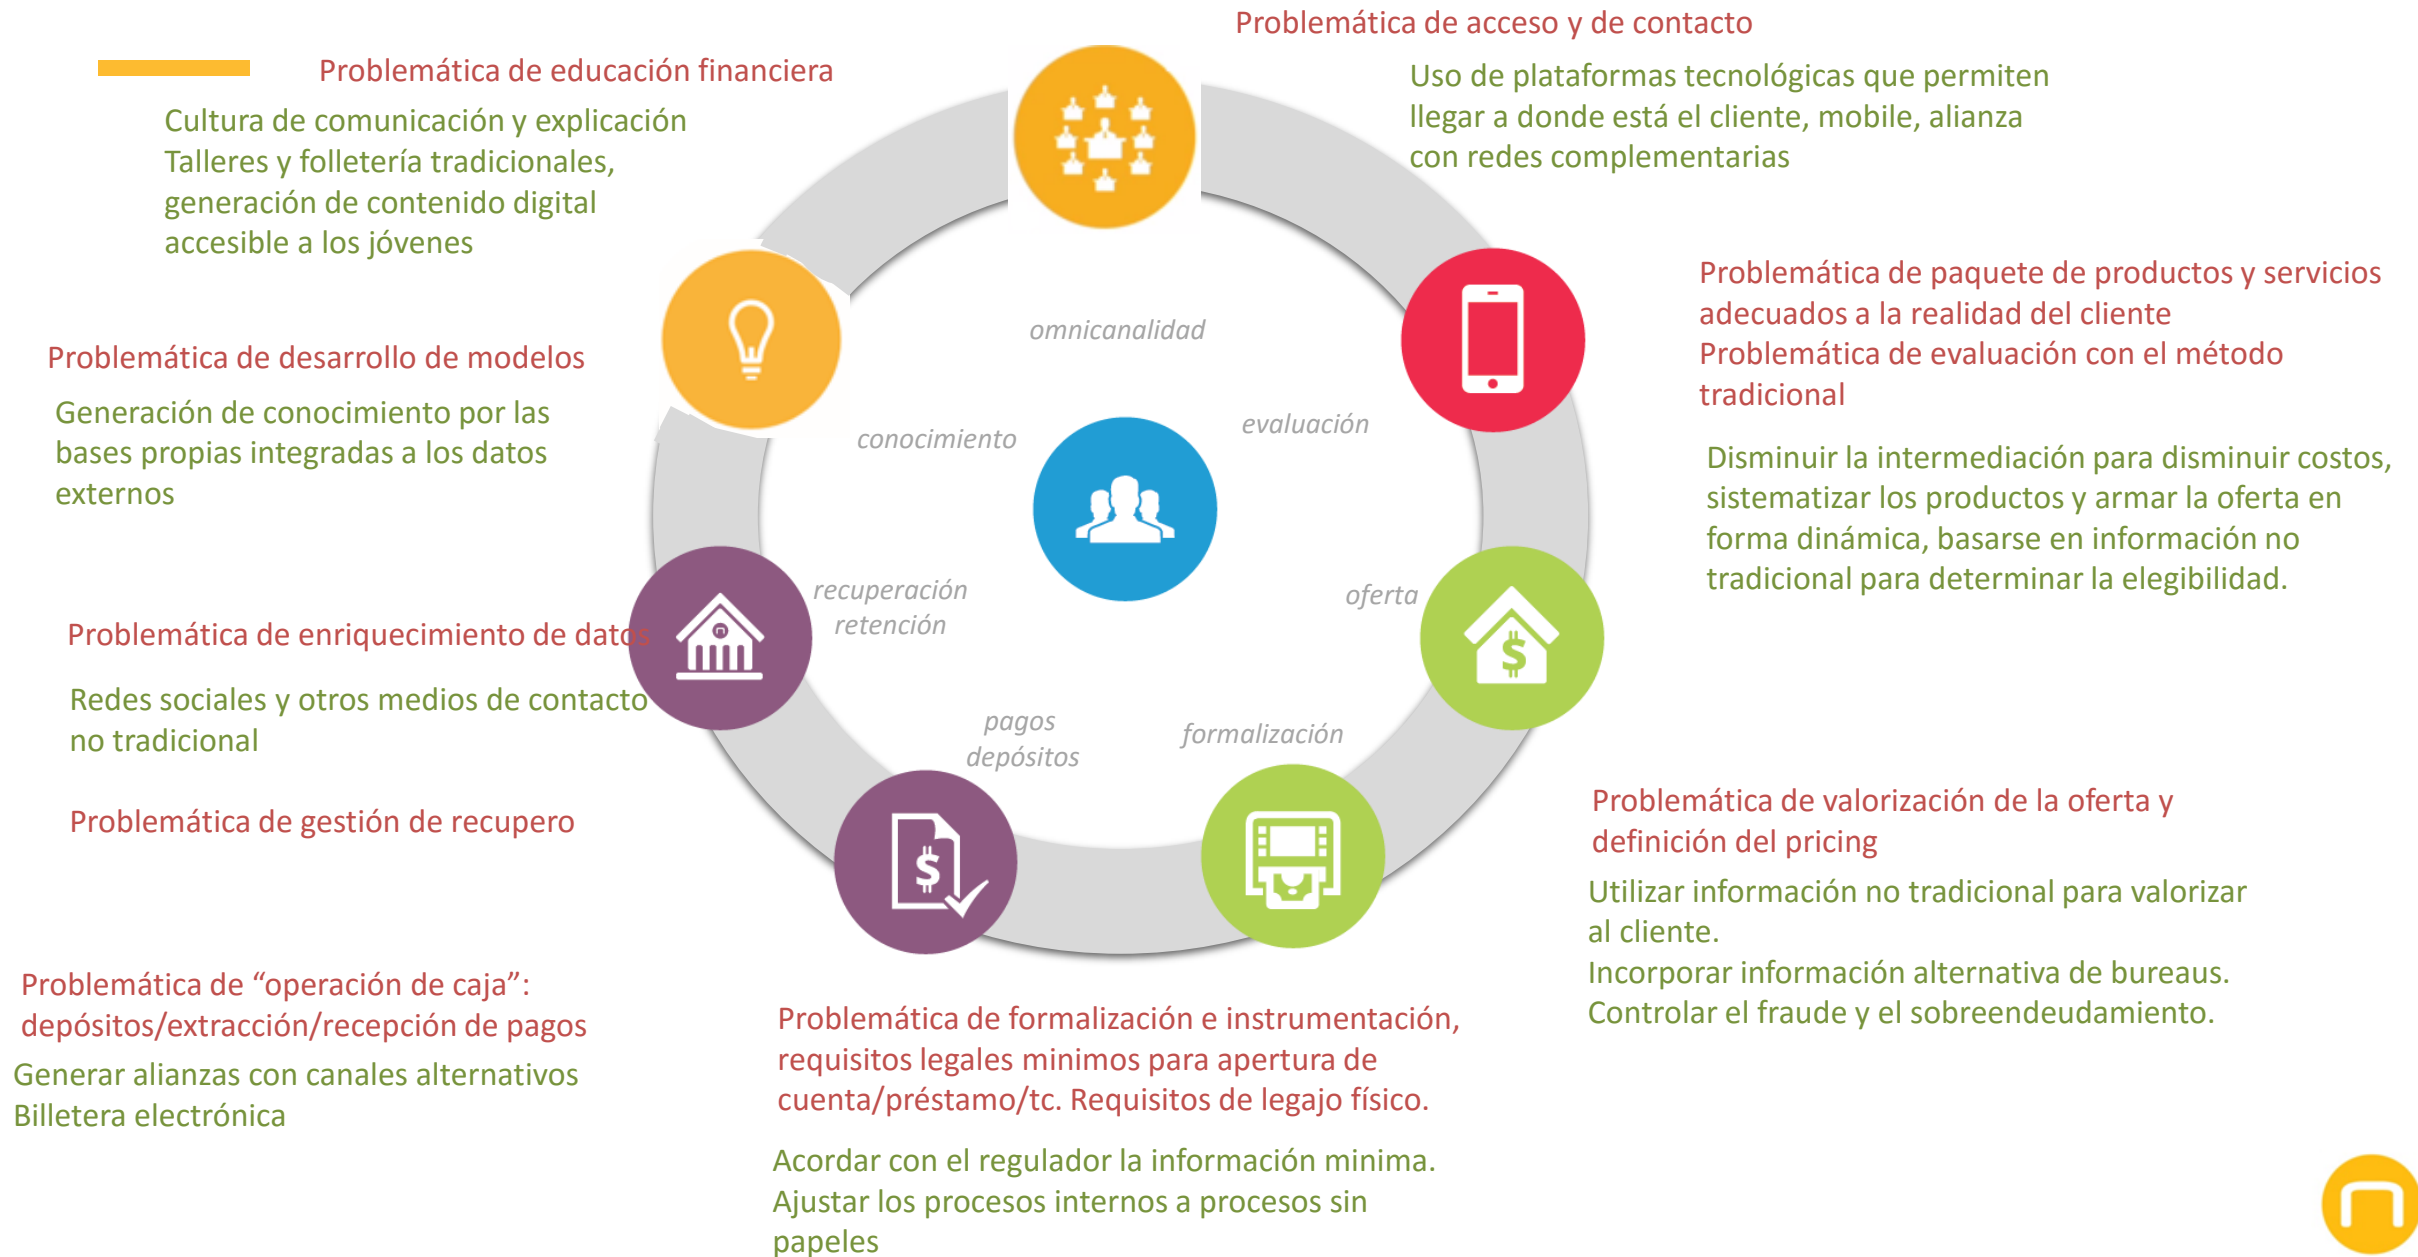 Problemática de acceso y de contacto
Uso de plataformas tecnológicas que permiten
llegar a donde está el cliente, mobile, alianza
con redes complementarias
Problemática de educación financiera
Cultura de comunicación y explicación
Talleres y folletería tradicionales,
generación de contenido digital
accesible a los jóvenes
Problemática de paquete de productos y servicios
adecuados a la realidad del cliente
Problemática de evaluación con el método
tradicional
Disminuir la intermediación para disminuir costos,
sistematizar los productos y armar la oferta en
forma dinámica, basarse en información no
tradicional para determinar la elegibilidad.
Problemática de desarrollo de modelos
Generación de conocimiento por las
bases propias integradas a los datos
externos
omnicanalidad
evaluación
conocimiento
oferta
recuperación
retención
formalización
pagos
depósitos
$
$
Problemática de enriquecimiento de datos
Redes sociales y otros medios de contacto
no tradicional
Problemática de gestión de recupero
Problemática de valorización de la oferta y
definición del pricing
Utilizar información no tradicional para valorizar
al cliente.
Incorporar información alternativa de bureaus.
Controlar el fraude y el sobreendeudamiento.
Problemática de “operación de caja”:
depósitos/extracción/recepción de pagos
Generar alianzas con canales alternativos
Billetera electrónica
Problemática de formalización e instrumentación,
requisitos legales minimos para apertura de
cuenta/préstamo/tc. Requisitos de legajo físico.
Acordar con el regulador la información minima.
Ajustar los procesos internos a procesos sin
papeles